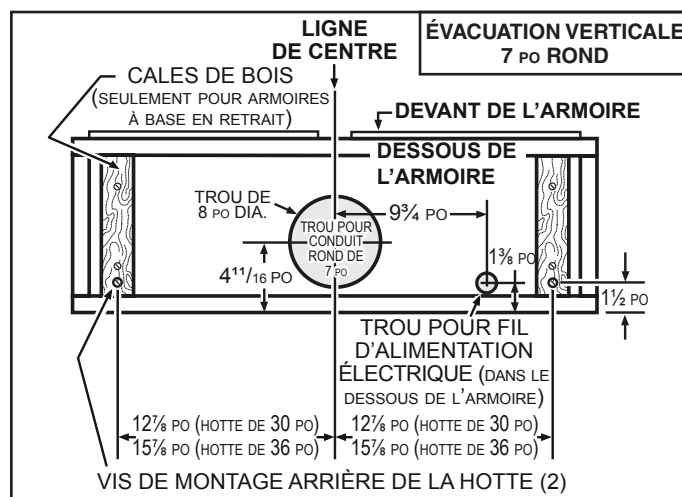 LIGNE
DE CENTRE
ÉVACUATION VERTICALE
7 PO ROND
CALES DE BOIS
(SEULEMENT POUR ARMOIRES
À BASE EN RETRAIT)
DEVANT DE L’ARMOIRE
DESSOUS DE
L’ARMOIRE
TROU DE
8 PO DIA.
9¾ PO
TROU POUR
CONDUIT
ROND DE
7 PO
1⅜ PO
4¹¹/₁₆ PO
1½ PO
TROU POUR FIL
D’ALIMENTATION
ÉLECTRIQUE (DANS LE
DESSOUS DE L’ARMOIRE)
12⅞ PO (HOTTE DE 30 PO)
15⅞ PO (HOTTE DE 36 PO)
12⅞ PO (HOTTE DE 30 PO)
15⅞ PO (HOTTE DE 36 PO)
VIS DE MONTAGE ARRIÈRE DE LA HOTTE (2)